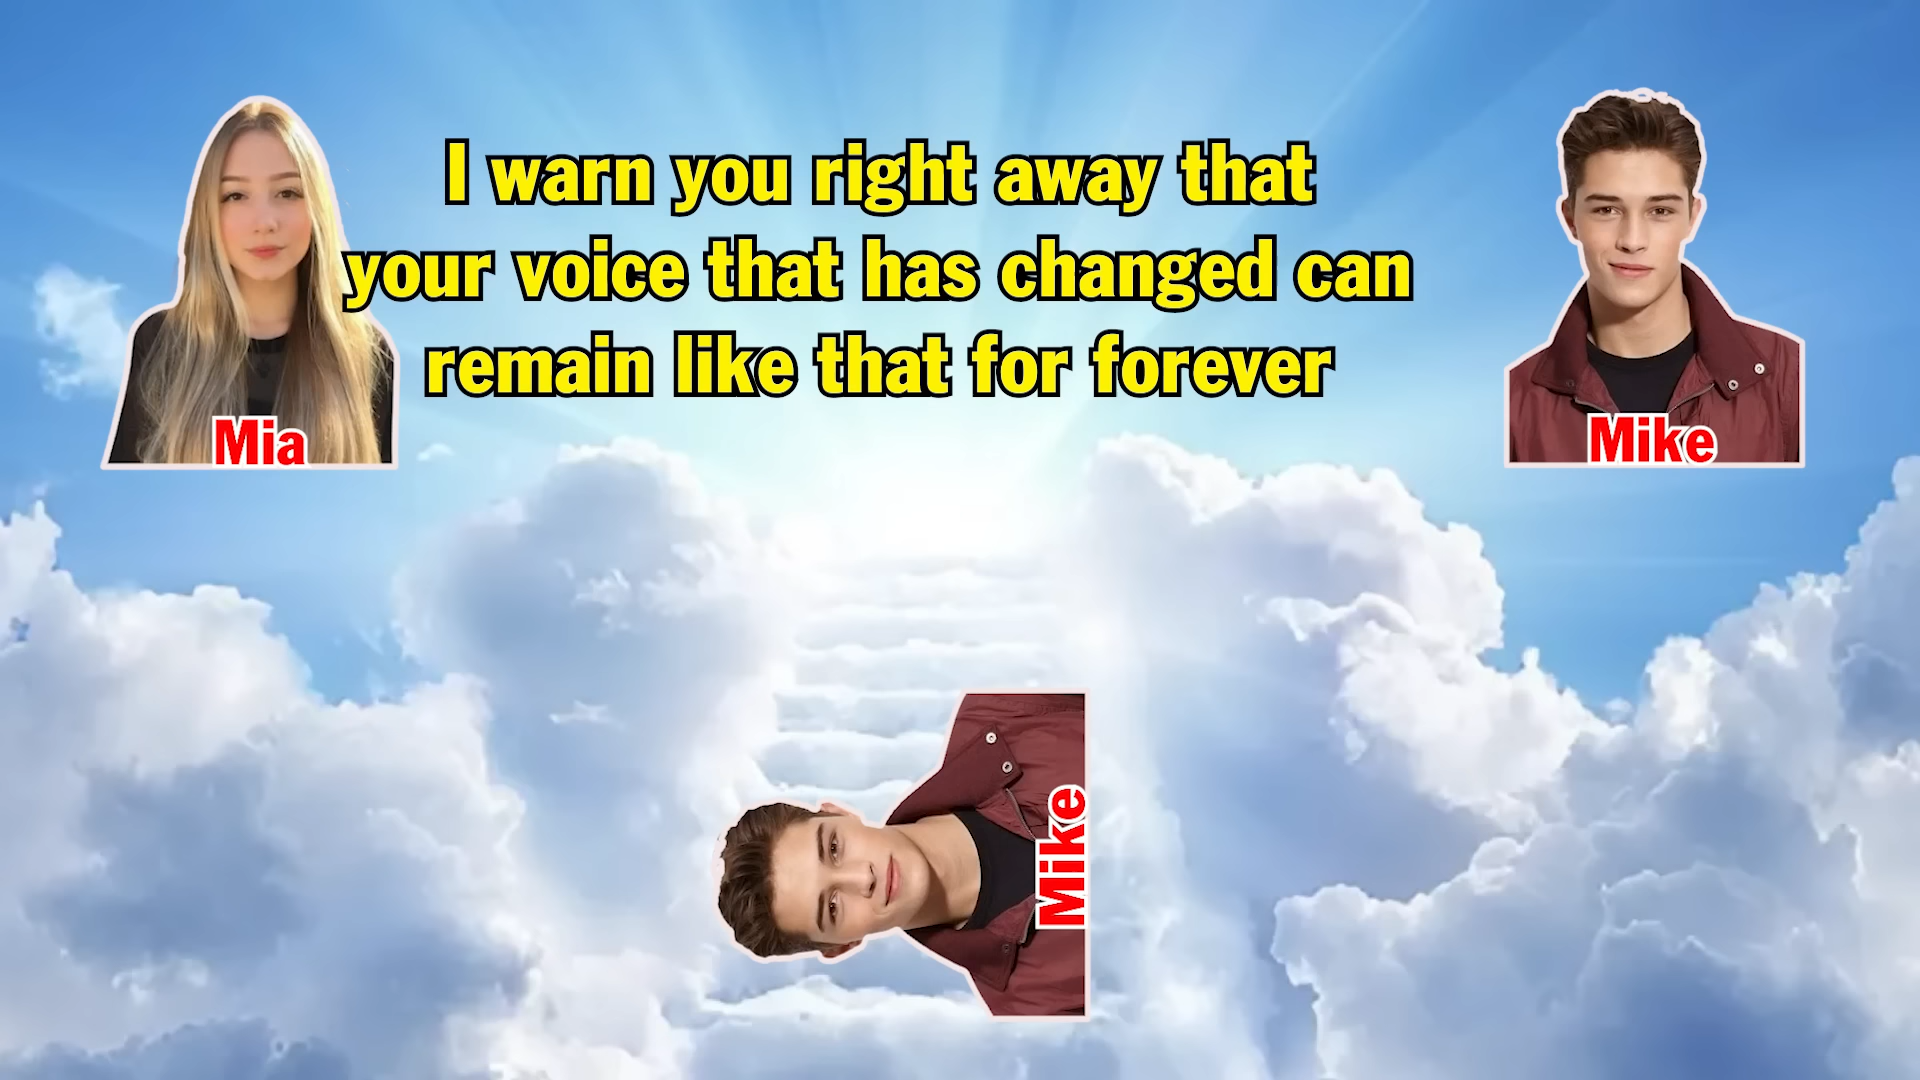 I warn you right away that
your voice that has changed can
remain like that for forever
Mia
Mike
Mike